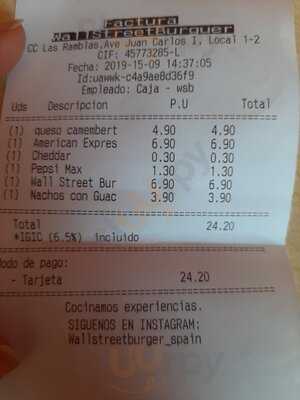 Factura
WallStreetBurguer
CC Las Ramblas,Ave Juan Carlos I, Local 1-2
CIF: 45773285-L
Fecha: 2019-15-09 14:37:05
Id:uawwk-c4a9ae8d36f9
Empleado: Caja - wsb
Uds Descripcion P.U Total
(1) queso camembert 4.90 4.90
(1) American Expres 6.90 6.90
(1) Cheddar 0.30 0.30
(1) Pepsi Max 1.30 1.30
(1) Wall Street Bur 6.90 6.90
(1) Nachos con Guac 3.90 3.90
Total 24.20
*IGIC (6.5%) incluido
Modo de pago:
- Tarjeta 24.20
Cocinamos experiencias.
SIGUENOS EN INSTAGRAM:
Wallstreetburger_spain